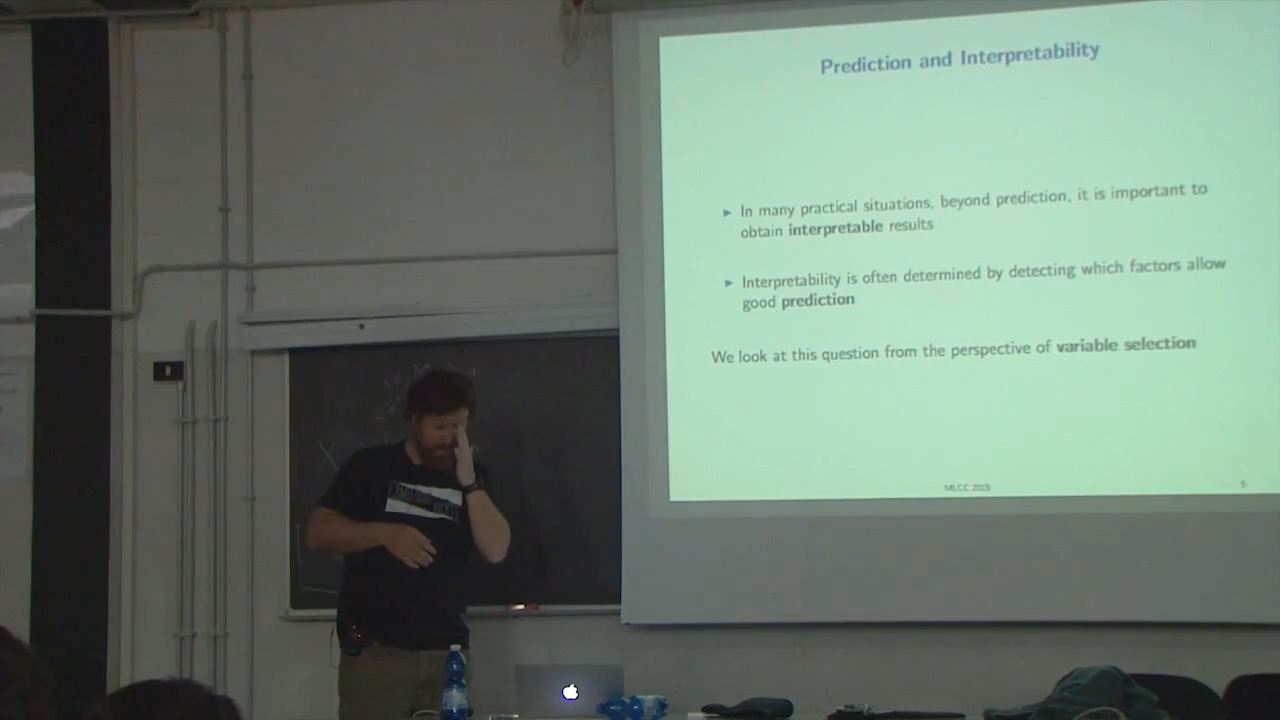 Prediction and Interpretability
► In many practical situations, beyond prediction, it is important to
obtain interpretable results
► Interpretability is often determined by detecting which factors allow
good prediction
We look at this question from the perspective of variable selection
MLCC 2015
X